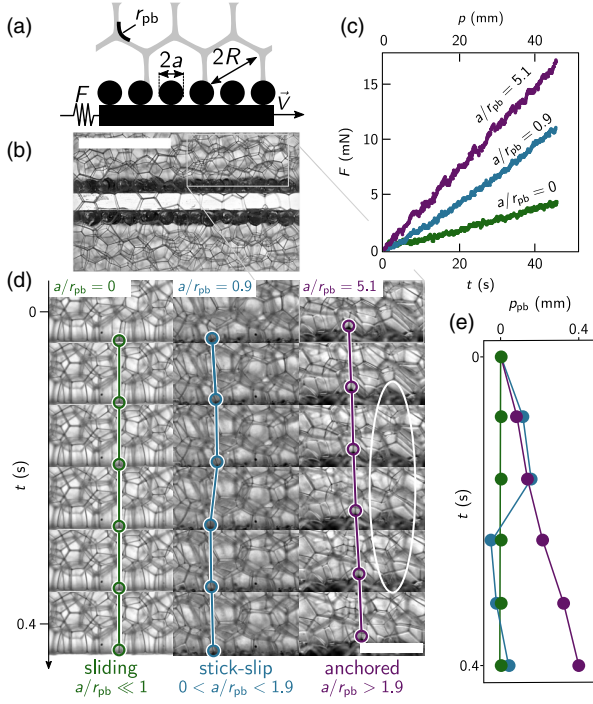 (a)
r_pb
2a
2R
F
V
(b)
(c)
p (mm)
0 20 40
F (mN)
15
10
5
0
a/r_pb = 5.1
a/r_pb = 0.9
a/r_pb = 0
0 20 40
t (s)
(d)
a/r_pb = 0 a/r_pb = 0.9 a/r_pb = 5.1
0
t (s)
0.4
sliding
a/r_pb ≪ 1
stick-slip
0 < a/r_pb < 1.9
anchored
a/r_pb > 1.9
(e)
p_pb (mm)
0 0.4
0
t (s)
0.4